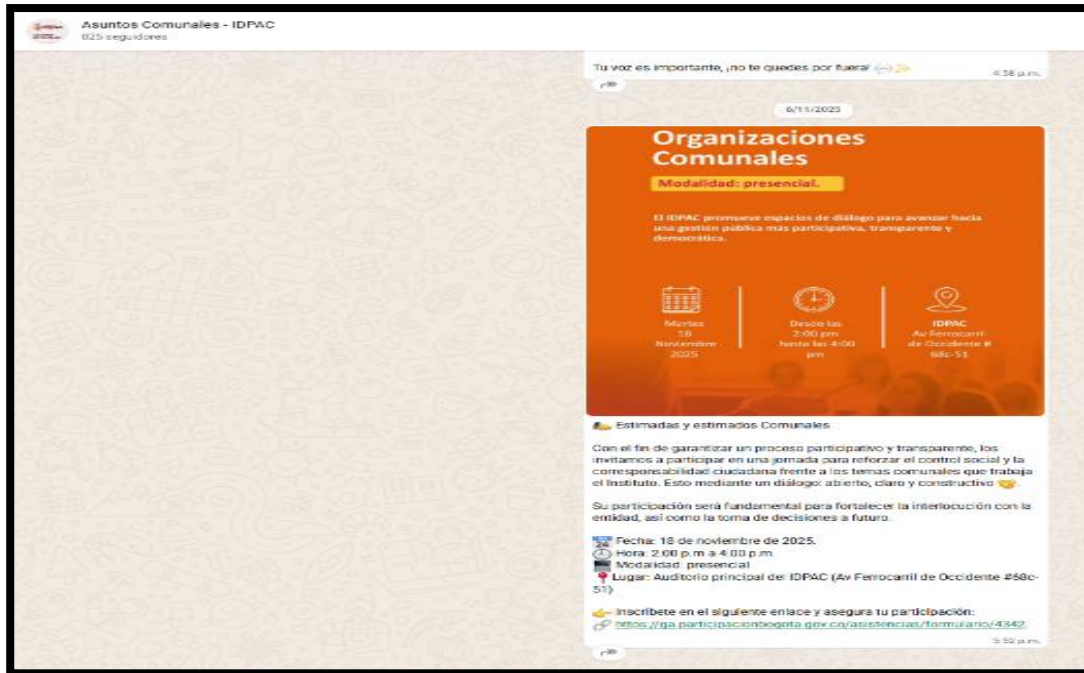 Asuntos Comunales - IDPAC
825 seguidores
Tu voz es importante, ¡no te quedes por fuera! 💬✨
4:58 p.m.
6/11/2025
Organizaciones
Comunales
Modalidad: presencial.
El IDPAC promueve espacios de diálogo para avanzar hacia
una gestión pública más participativa, transparente y
democrática.
Martes
18
Noviembre
2025
Desde las
2:00 pm
hasta las 4:00
pm
IDPAC
Av Ferrocarril
de Occidente #
68c-51
Estimadas y estimados Comunales
Con el fin de garantizar un proceso participativo y transparente, los
invitamos a participar en una jornada para reforzar el control social y la
corresponsabilidad ciudadana frente a los temas comunales que trabaja
el Instituto. Esto mediante un diálogo: abierto, claro y constructivo 🤝.
Su participación será fundamental para fortalecer la interlocución con la
entidad, así como la toma de decisiones a futuro.
📅 Fecha: 18 de noviembre de 2025.
🕑 Hora: 2:00 p.m a 4:00 p.m
Modalidad: presencial
📍 Lugar: Auditorio principal del IDPAC (Av Ferrocarril de Occidente #68c-
51)
👉 Inscríbete en el siguiente enlace y asegura tu participación:
🔗 https://ga.participacionbogota.gov.co/asistencias/formulario/4342
5:52 p.m.